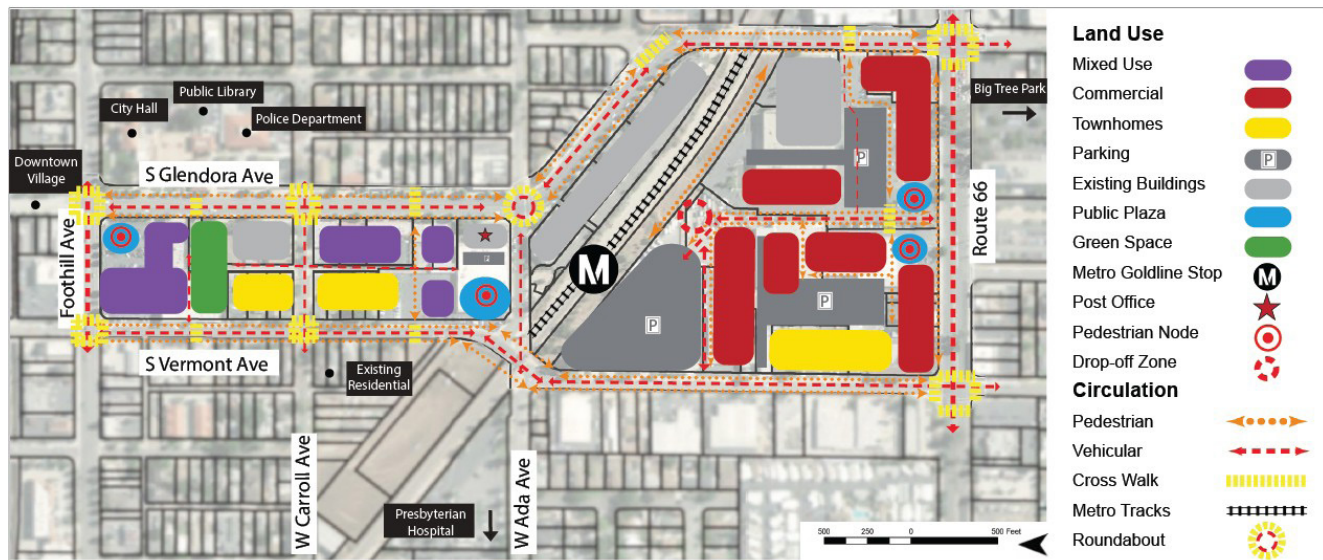 City Hall
Public Library
Police Department
Downtown
Village
S Glendora Ave
Foothill Ave
S Vermont Ave
W Carroll Ave
Existing
Residential
W Ada Ave
Presbyterian
Hospital
M
P
P
P
P
Route 66
Big Tree Park
500
250
0
500 Feet
Land Use
Mixed Use
Commercial
Townhomes
Parking
P
Existing Buildings
Public Plaza
Green Space
Metro Goldline Stop
M
Post Office
Pedestrian Node
Drop-off Zone
Circulation
Pedestrian
Vehicular
Cross Walk
Metro Tracks
Roundabout